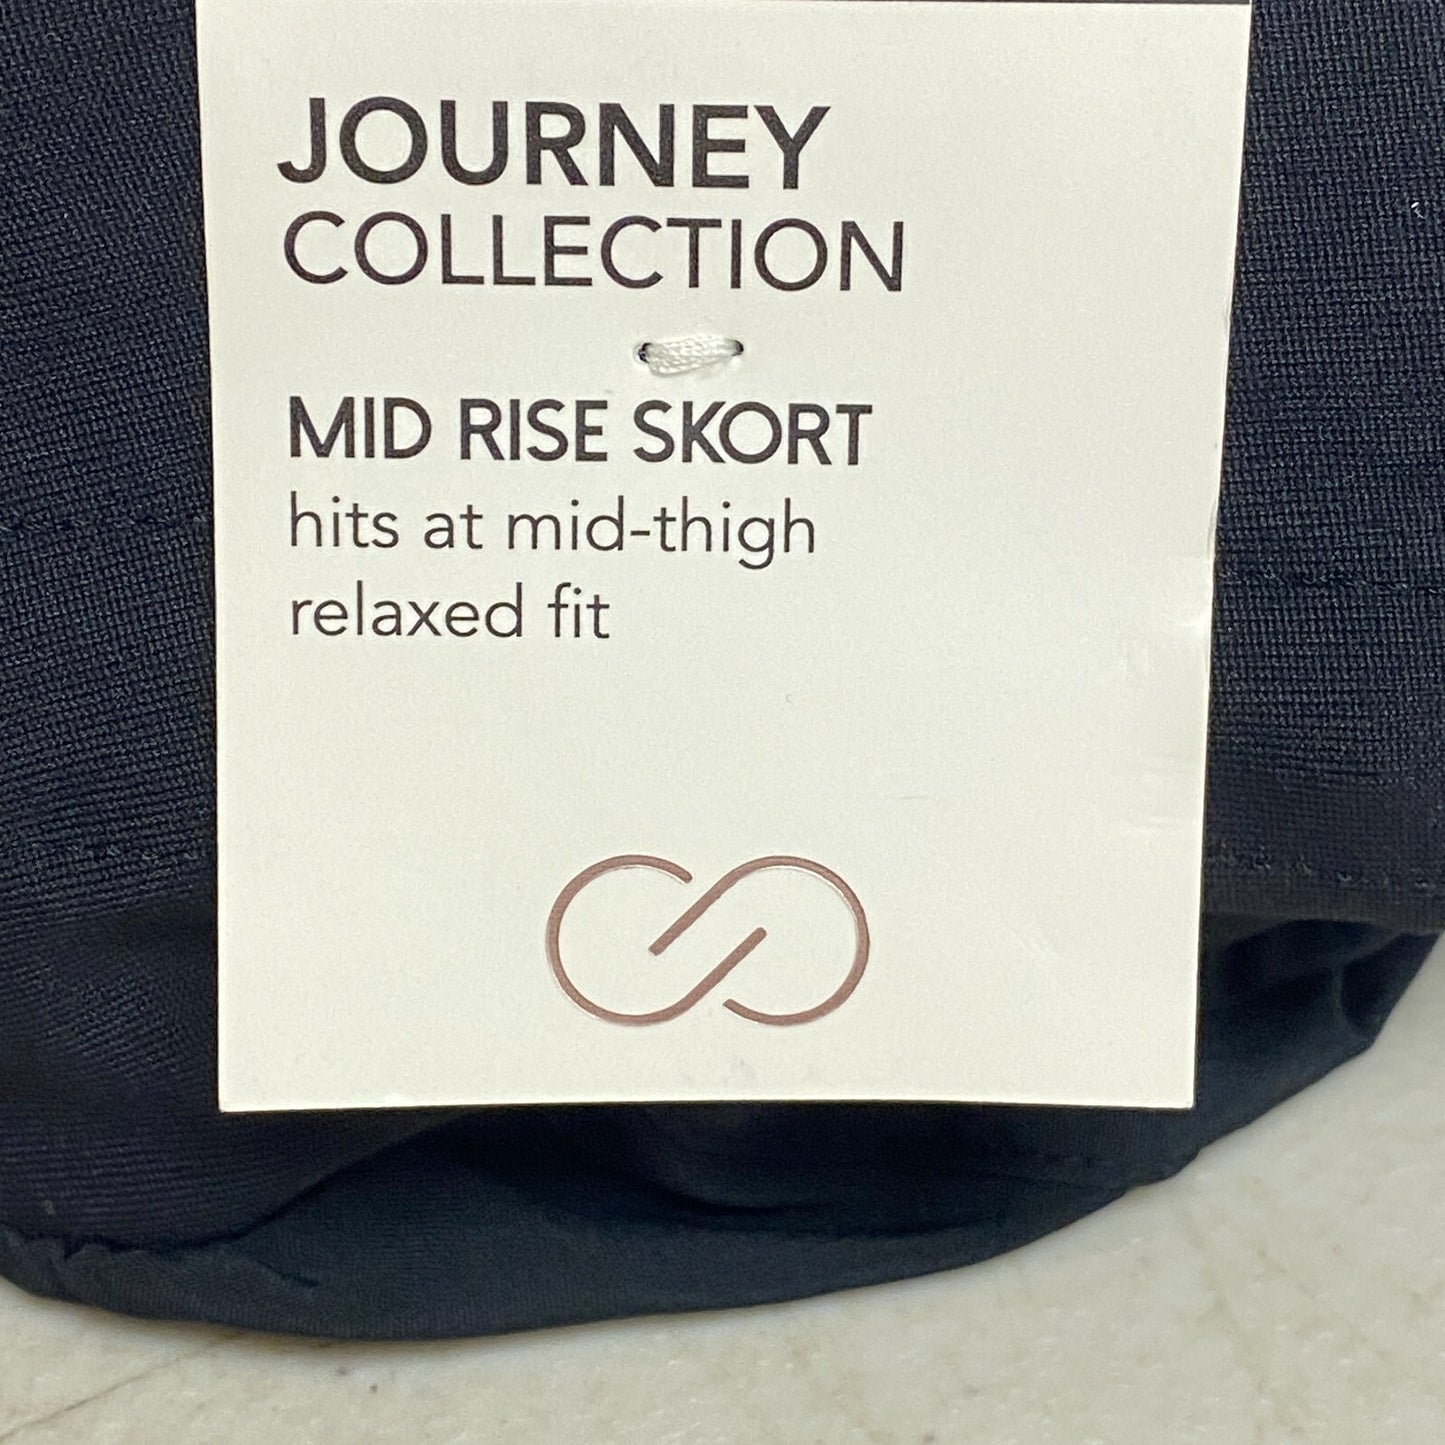 JOURNEY
COLLECTION
MID RISE SKORT
hits at mid-thigh
relaxed fit